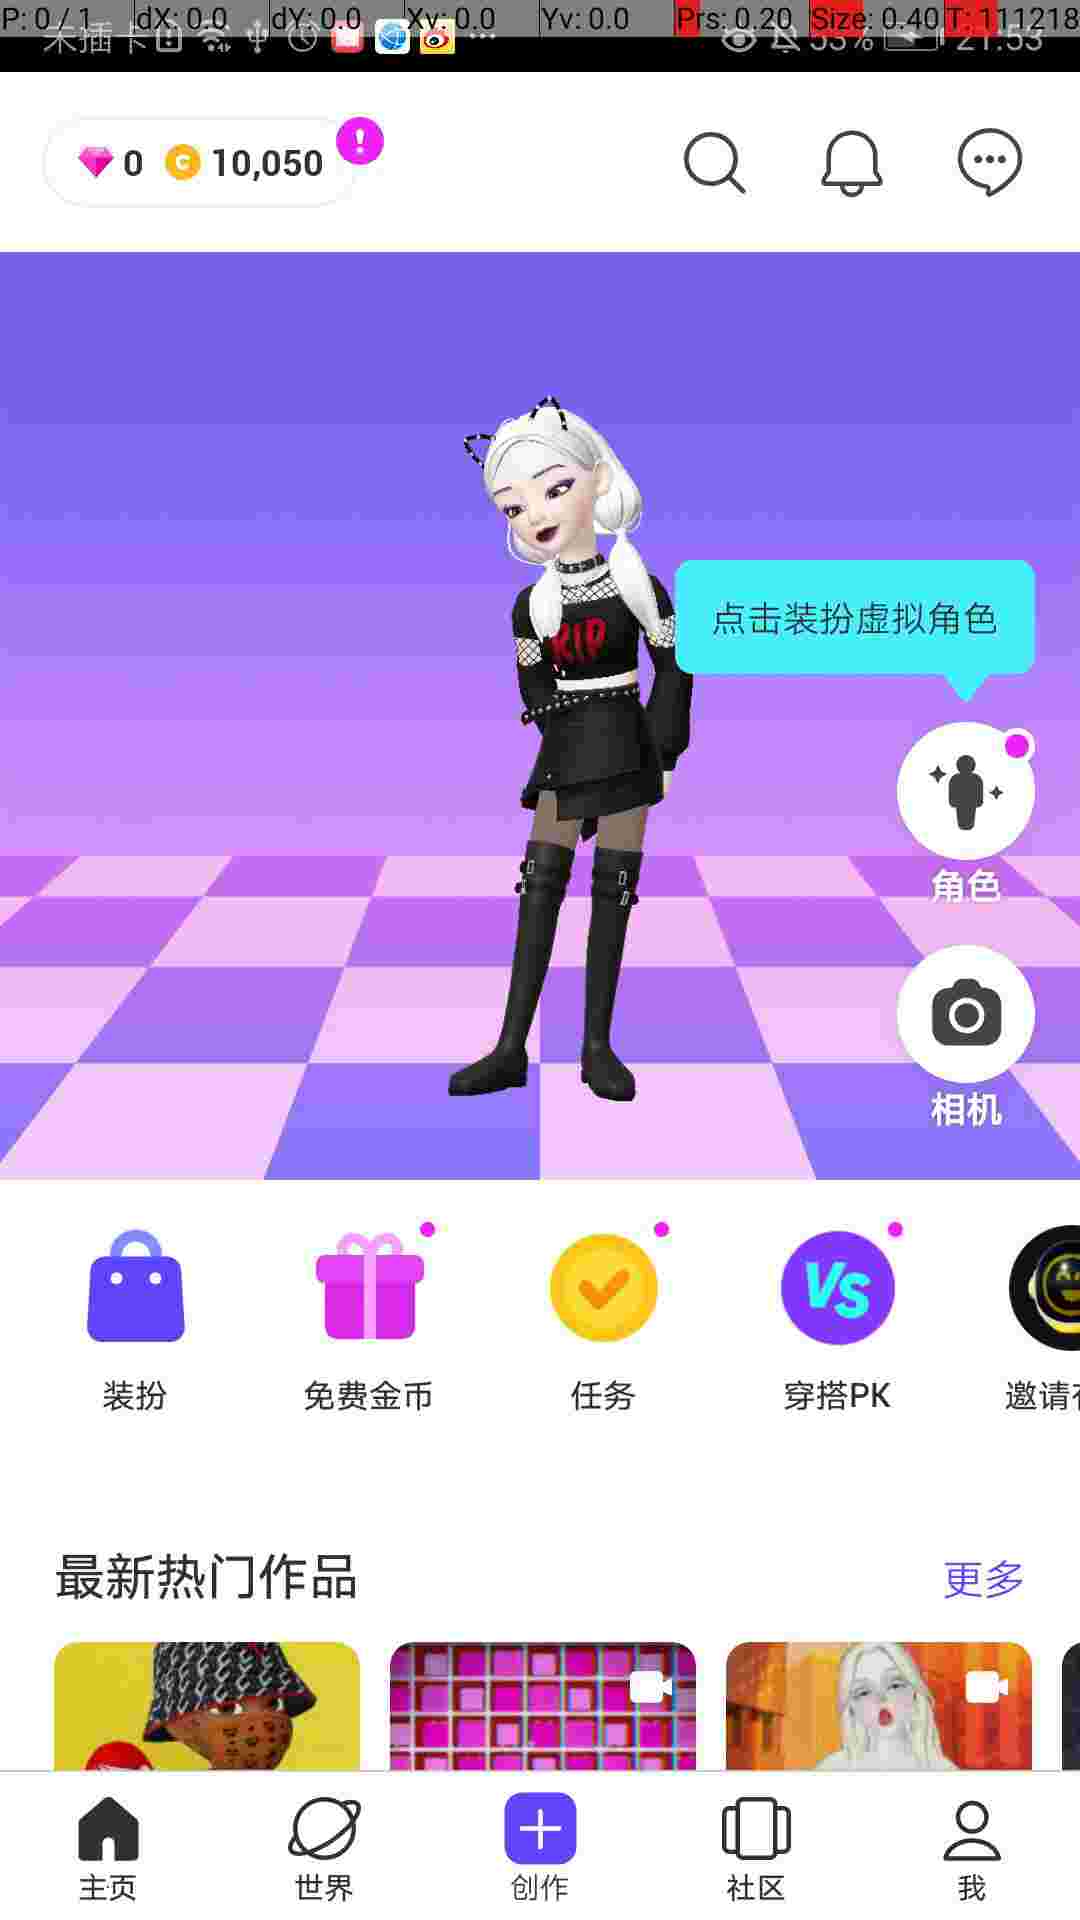 P: 0 / 1 dX: 0.0 dY: 0.0 Xv: 0.0 Yv: 0.0 Prs: 0.20 Size: 0.40 T: 111218
未插卡 53% 21:53
0 10,050
点击装扮虚拟角色
RIP
角色
相机
装扮 免费金币 任务 穿搭PK 邀请
VS
最新热门作品 更多
主页 世界 创作 社区 我